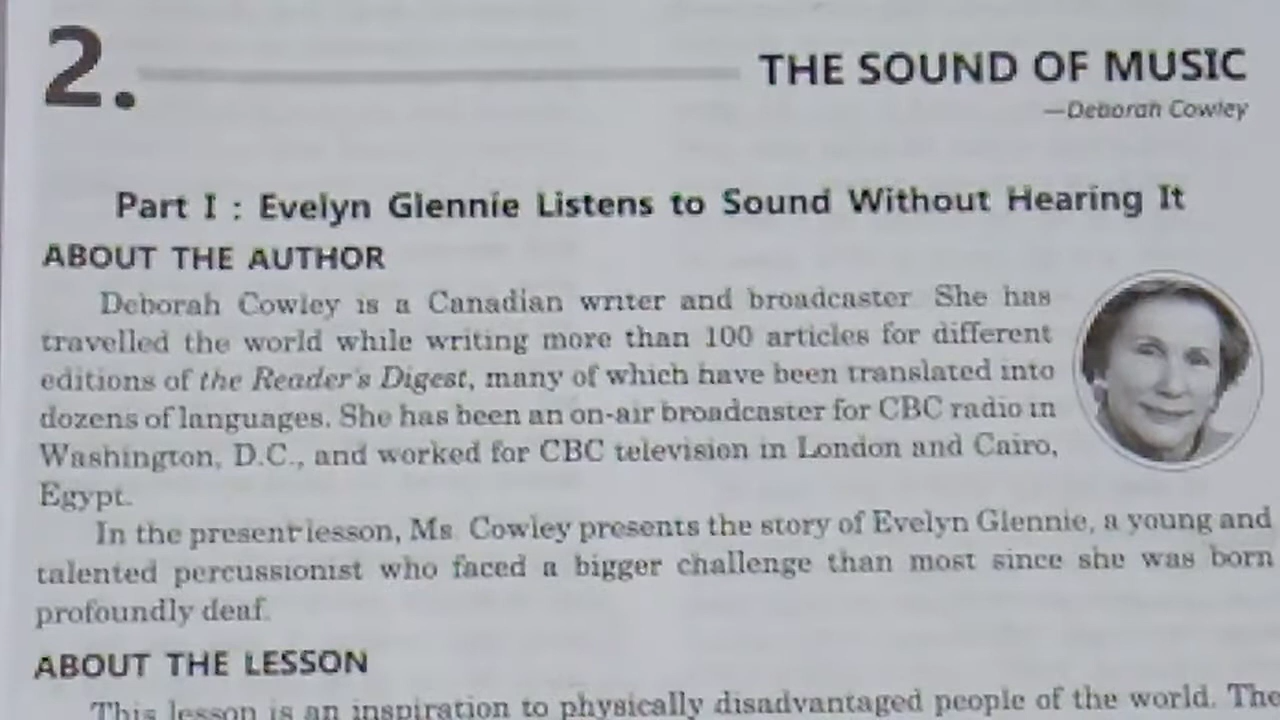 2.
THE SOUND OF MUSIC
—Deborah Cowley
Part I : Evelyn Glennie Listens to Sound Without Hearing It
ABOUT THE AUTHOR
Deborah Cowley is a Canadian writer and broadcaster. She has
travelled the world while writing more than 100 articles for different
editions of the Reader's Digest, many of which have been translated into
dozens of languages. She has been an on-air broadcaster for CBC radio in
Washington, D.C., and worked for CBC television in London and Cairo,
Egypt.
In the present lesson, Ms. Cowley presents the story of Evelyn Glennie, a young and
talented percussionist who faced a bigger challenge than most since she was born
profoundly deaf.
ABOUT THE LESSON
This lesson is an inspiration to physically disadvantaged people of the world. The